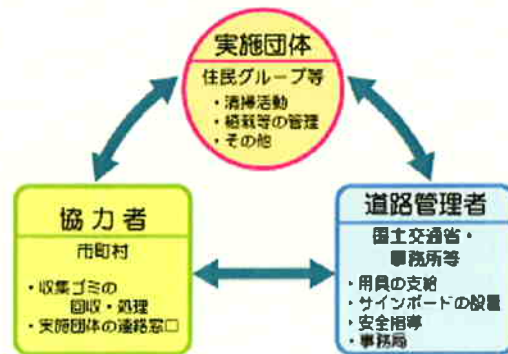 実施団体
住民グループ等
・清掃活動
・植栽等の管理
・その他
協力者
市町村
・収集ゴミの
回収・処理
・実施団体の連絡窓口
道路管理者
国土交通省・
事務所等
・用具の支給
・サインボードの設置
・安全指導
・事務局